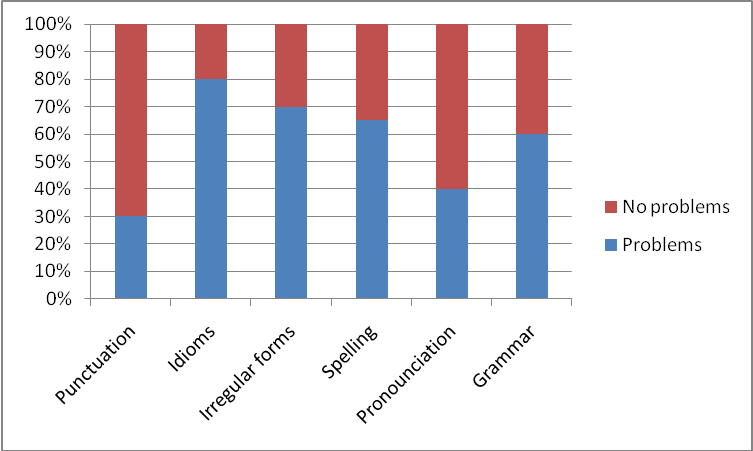 100%
90%
80%
70%
60%
50%
40%
30%
20%
10%
0%
No problems
Problems
Punctuation
Idioms
Irregular forms
Spelling
Pronounciation
Grammar